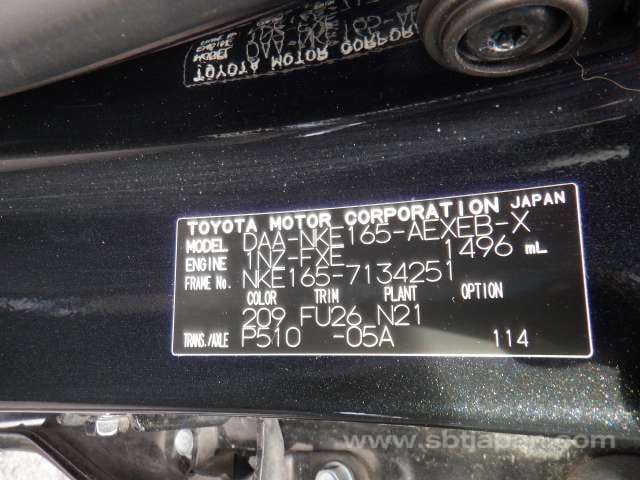 TOYOTA MOTOR CORPORATION JAPAN
MODEL DAA-NKE165-AEXEB-X
ENGINE 1NZ-FXE 1496 mL
FRAME No. NKE165-7134251
COLOR TRIM PLANT OPTION
209 FU26 N21
TRANS./AXLE P510 -05A 114
www.sbtjapan.com